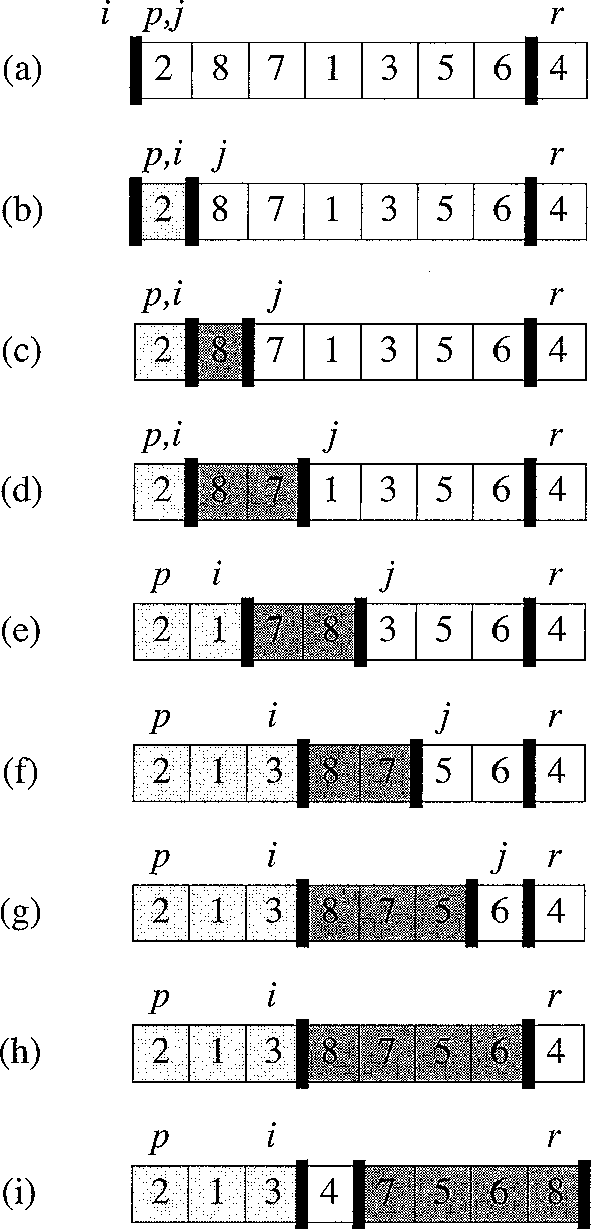 i p,j r
(a) 2 8 7 1 3 5 6 4
p,i j r
(b) 2 8 7 1 3 5 6 4
p,i j r
(c) 2 8 7 1 3 5 6 4
p,i j r
(d) 2 8 7 1 3 5 6 4
p i j r
(e) 2 1 7 8 3 5 6 4
p i j r
(f) 2 1 3 8 7 5 6 4
p i j r
(g) 2 1 3 8 7 5 6 4
p i r
(h) 2 1 3 8 7 5 6 4
p i r
(i) 2 1 3 4 7 5 6 8